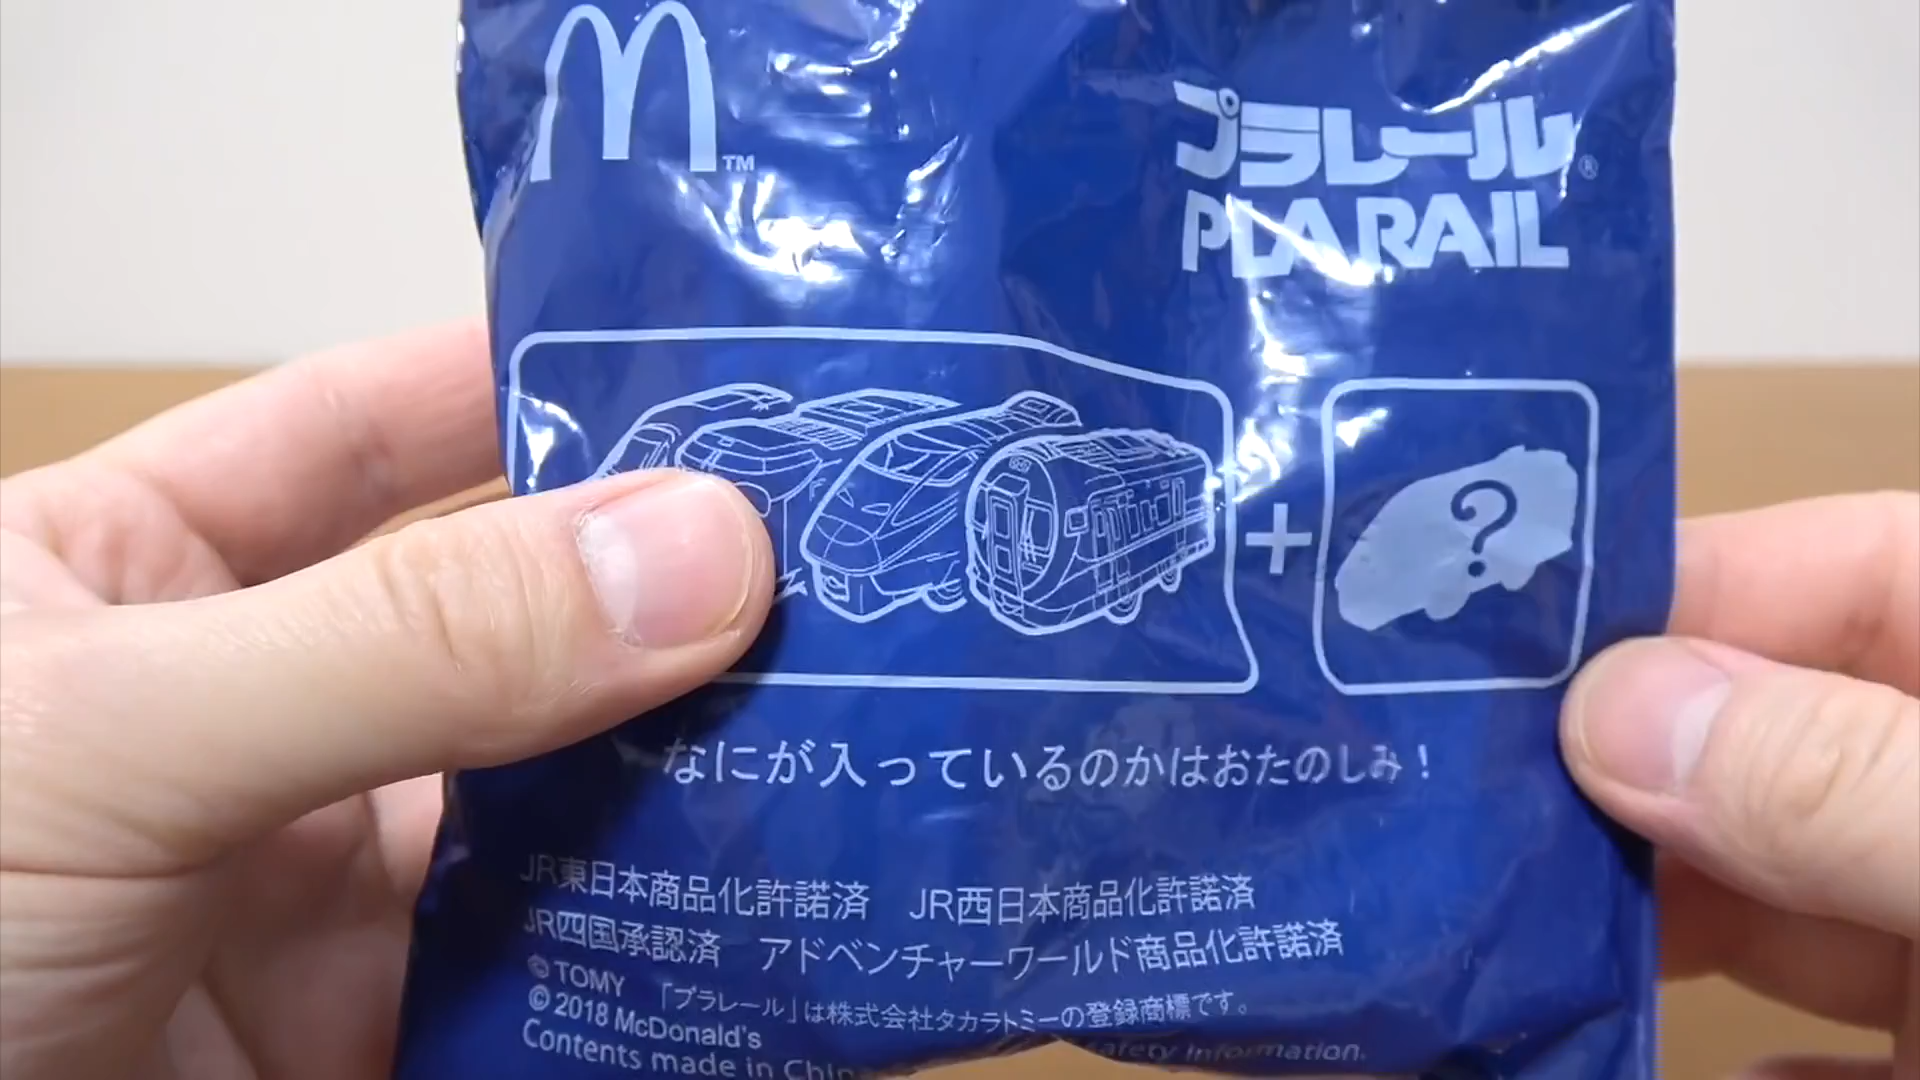 M TM
プラレール®
PLARAIL
+ ?
なにが入っているのかはおたのしみ！
JR東日本商品化許諾済 JR西日本商品化許諾済
JR四国承認済 アドベンチャーワールド商品化許諾済
© TOMY 「プラレール」は株式会社タカラトミーの登録商標です。
© 2018 McDonald's
Contents made in
Information.